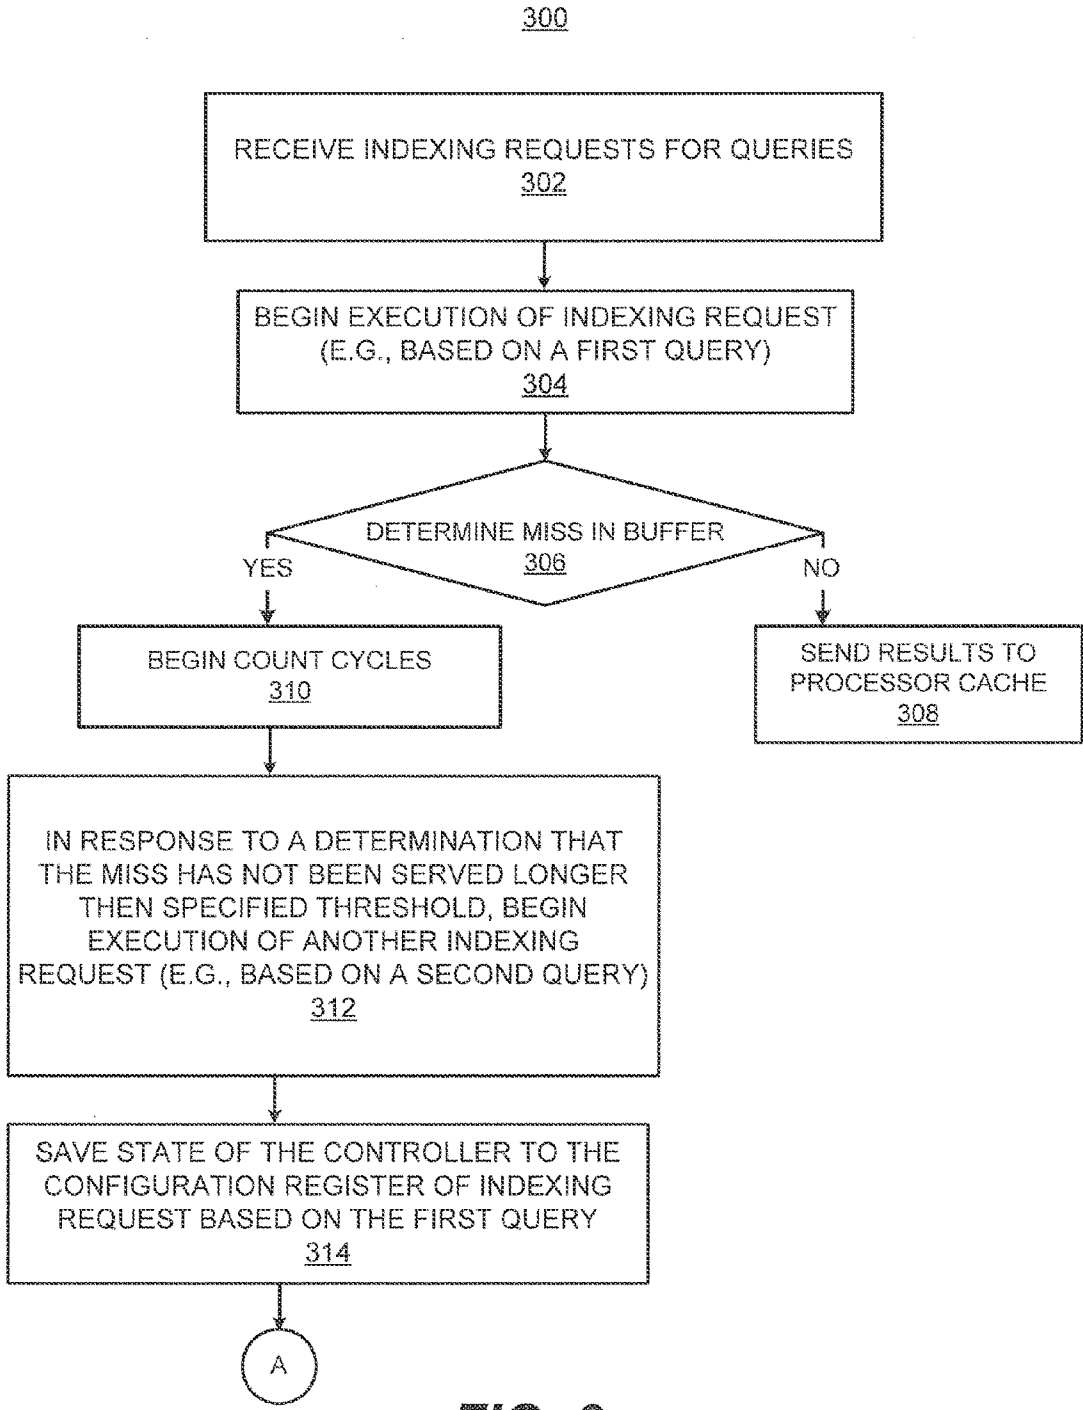 300
RECEIVE INDEXING REQUESTS FOR QUERIES
302
BEGIN EXECUTION OF INDEXING REQUEST
(E.G., BASED ON A FIRST QUERY)
304
DETERMINE MISS IN BUFFER
306
YES
NO
BEGIN COUNT CYCLES
310
SEND RESULTS TO
PROCESSOR CACHE
308
IN RESPONSE TO A DETERMINATION THAT
THE MISS HAS NOT BEEN SERVED LONGER
THEN SPECIFIED THRESHOLD, BEGIN
EXECUTION OF ANOTHER INDEXING
REQUEST (E.G., BASED ON A SECOND QUERY)
312
SAVE STATE OF THE CONTROLLER TO THE
CONFIGURATION REGISTER OF INDEXING
REQUEST BASED ON THE FIRST QUERY
314
A